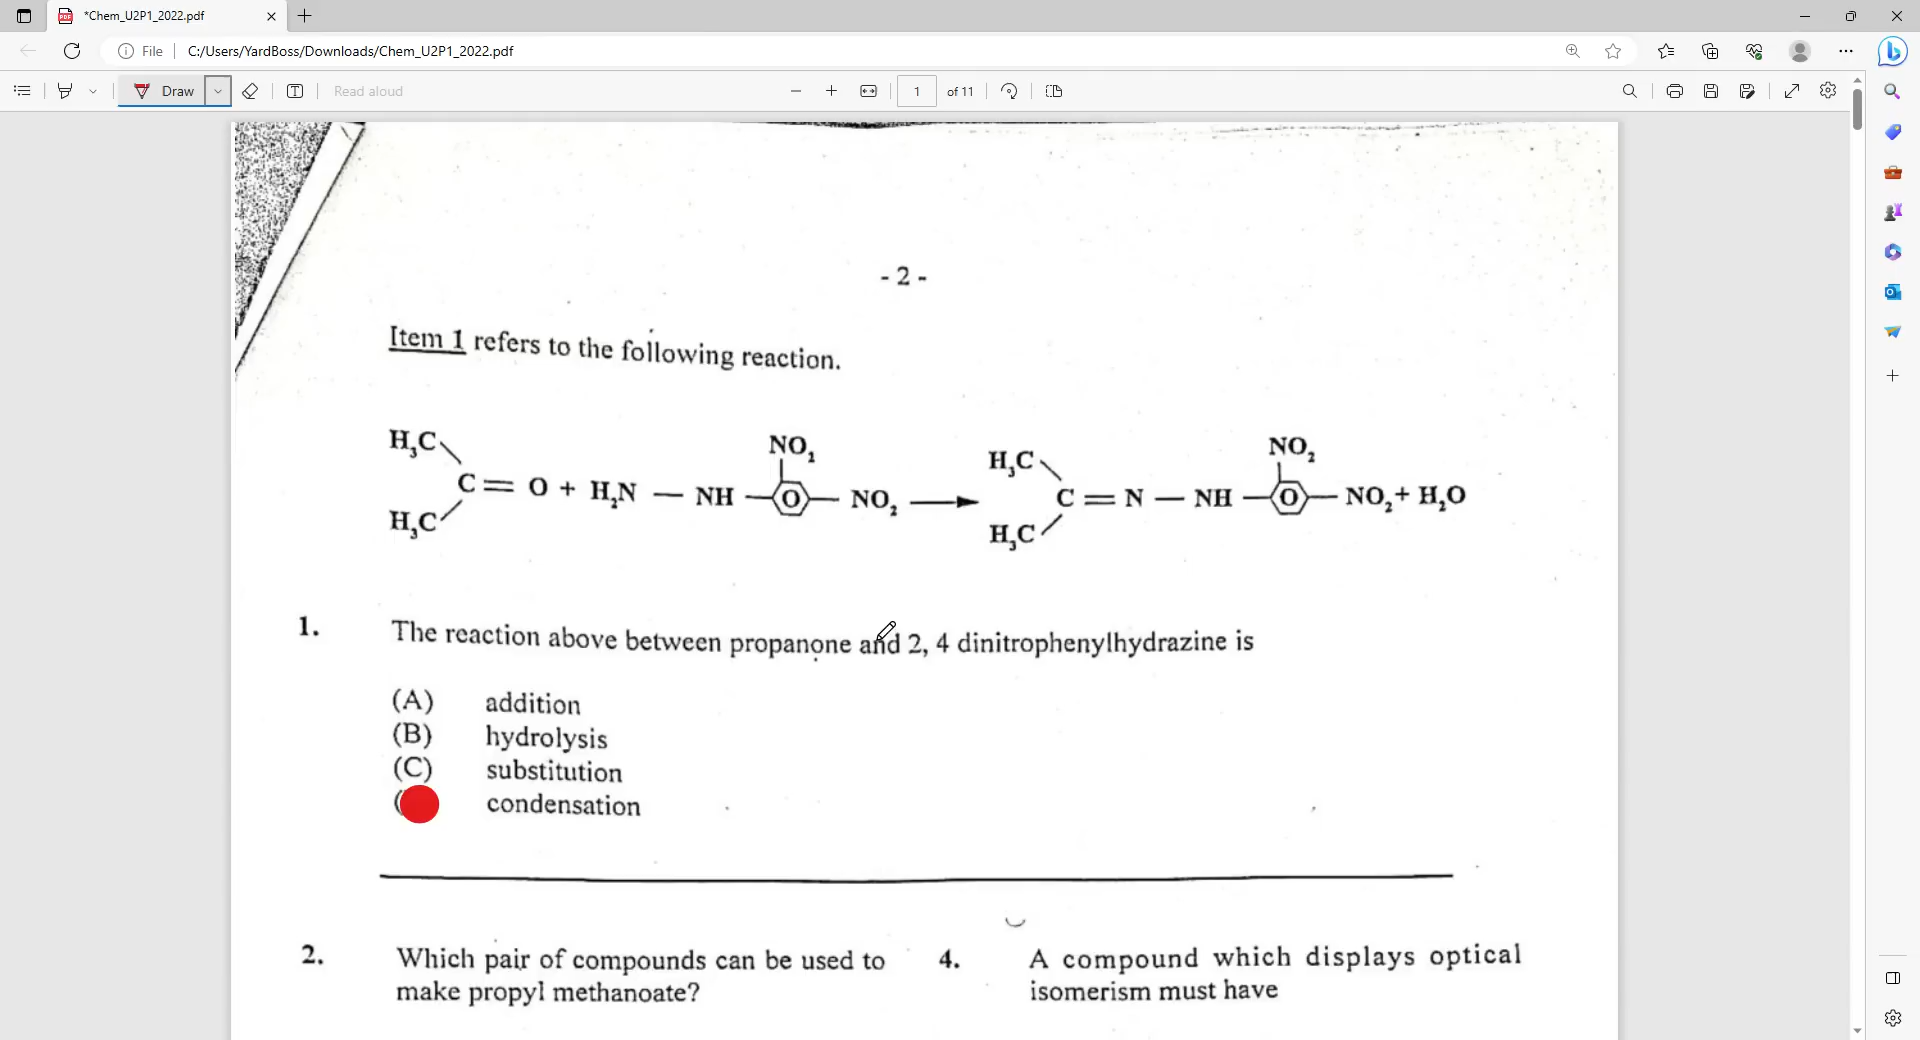 *Chem_U2P1_2022.pdf
File C:/Users/YardBoss/Downloads/Chem_U2P1_2022.pdf
Draw Read aloud 1 of 11
- 2 -
Item 1 refers to the following reaction.
NO₂ NO₂
H₃C H₃C
C = O + H₂N — NH — O — NO₂ → C = N — NH — O — NO₂ + H₂O
H₃C H₃C
1. The reaction above between propanone and 2, 4 dinitrophenylhydrazine is
(A) addition
(B) hydrolysis
(C) substitution
( condensation
2. Which pair of compounds can be used to
make propyl methanoate?
4. A compound which displays optical
isomerism must have